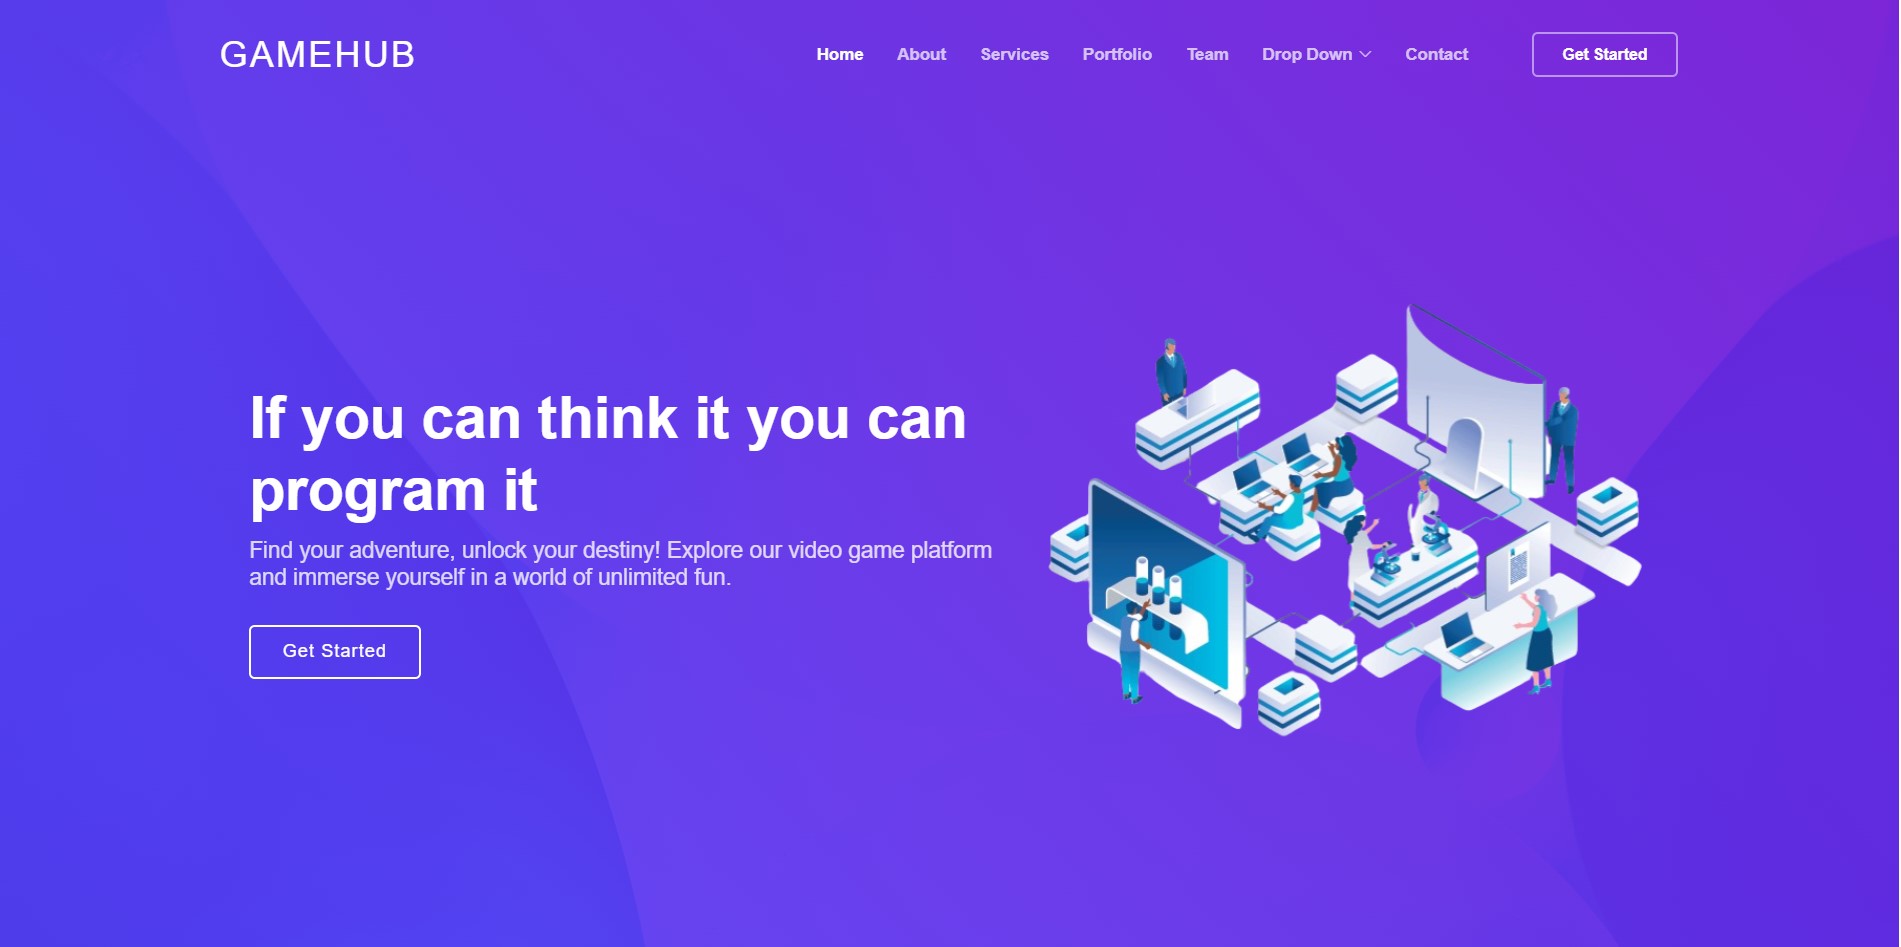 GAMEHUB
Home About Services Portfolio Team Drop Down Contact Get Started
If you can think it you can
program it
Find your adventure, unlock your destiny! Explore our video game platform
and immerse yourself in a world of unlimited fun.
Get Started